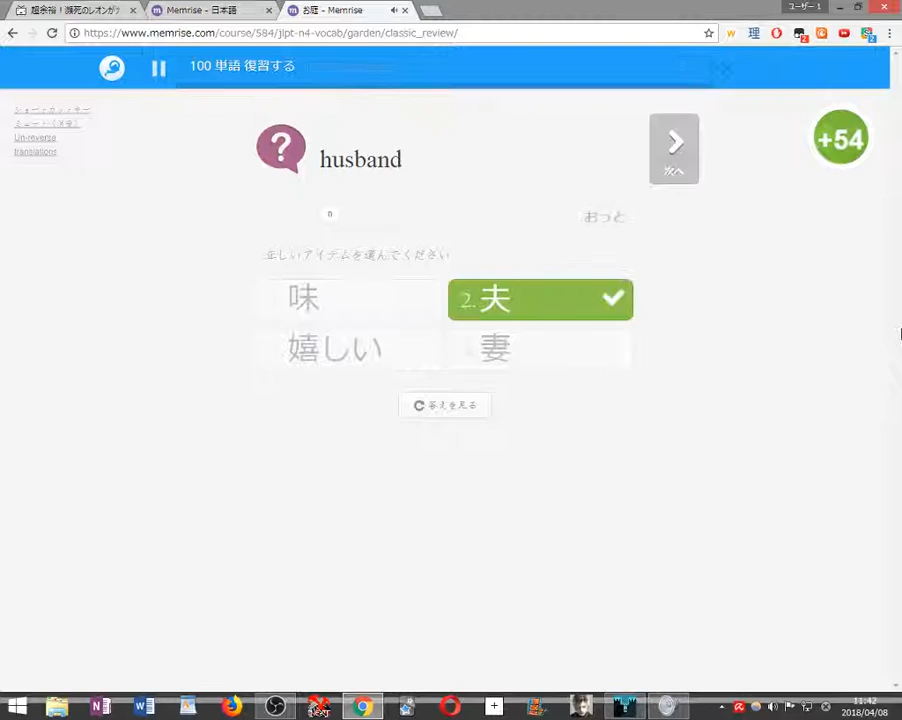 超余裕！瀕死のレオンがﾅ
Memrise - 日本語
お庭 - Memrise
ユーザー 1
https://www.memrise.com/course/584/jlpt-n4-vocab/garden/classic_review/
100 単語 復習する
Un-reverse
translations
husband
次へ
+54
n
おっと
正しいアイテムを選んでください
味
2. 夫
嬉しい
妻
答えを見る
11:42
2018/04/08